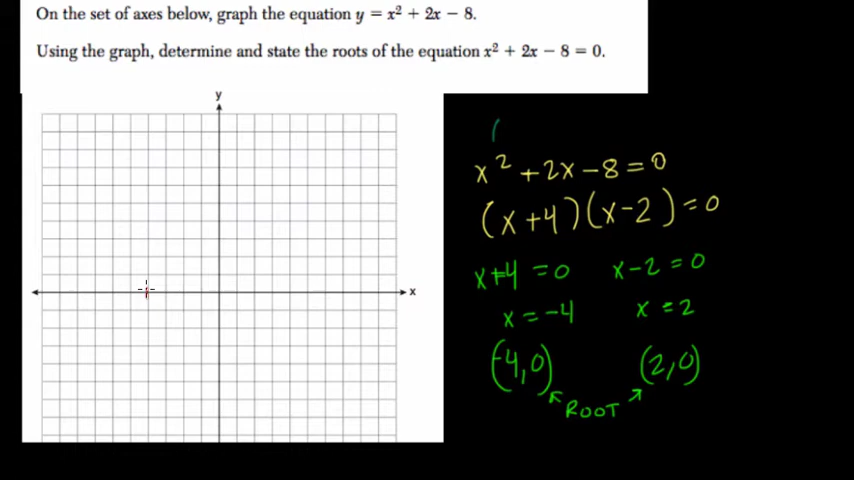 On the set of axes below, graph the equation y = x² + 2x − 8.
Using the graph, determine and state the roots of the equation x² + 2x − 8 = 0.
y
x
(
x² + 2x − 8 = 0
(x + 4)(x − 2) = 0
x + 4 = 0 x − 2 = 0
x = −4 x = 2
(−4,0) (2,0)
ROOT